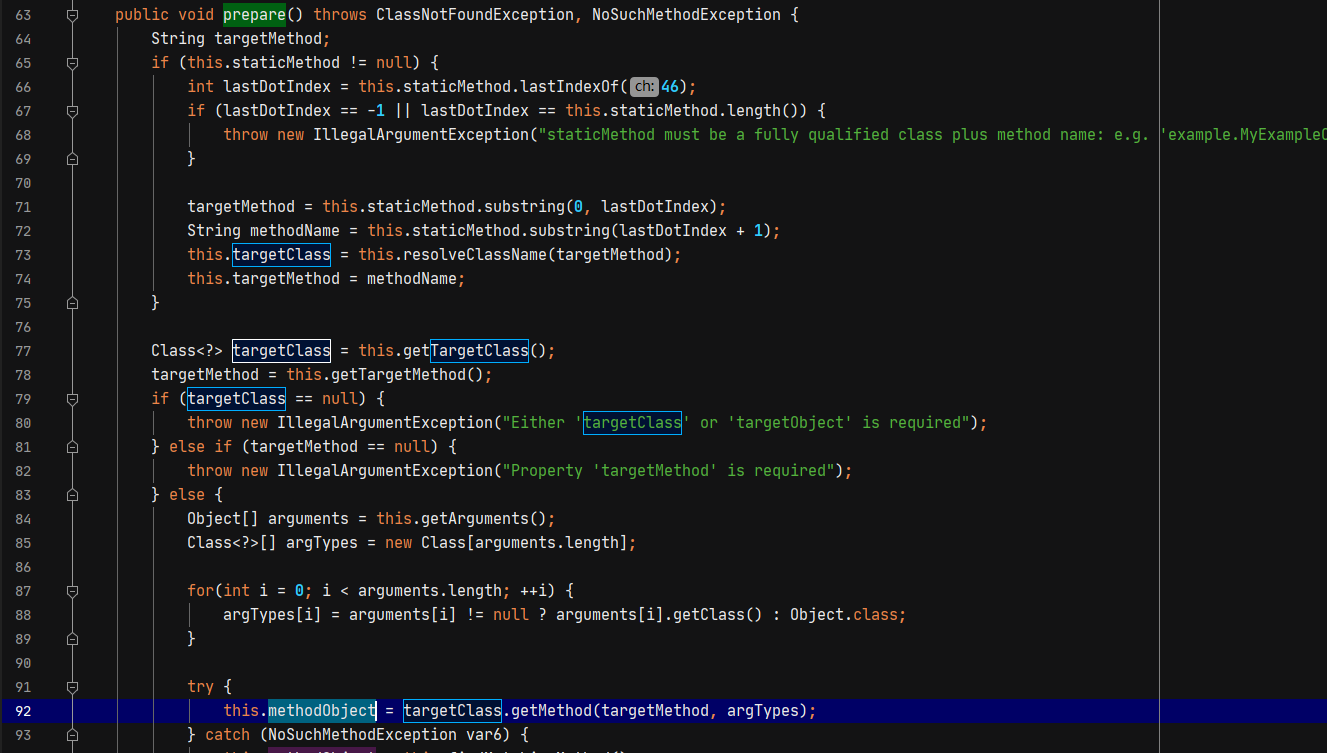 63 public void prepare() throws ClassNotFoundException, NoSuchMethodException {
64 String targetMethod;
65 if (this.staticMethod != null) {
66 int lastDotIndex = this.staticMethod.lastIndexOf( ch: 46);
67 if (lastDotIndex == -1 || lastDotIndex == this.staticMethod.length()) {
68 throw new IllegalArgumentException("staticMethod must be a fully qualified class plus method name: e.g. 'example.MyExampleC
69 }
70
71 targetMethod = this.staticMethod.substring(0, lastDotIndex);
72 String methodName = this.staticMethod.substring(lastDotIndex + 1);
73 this.targetClass = this.resolveClassName(targetMethod);
74 this.targetMethod = methodName;
75 }
76
77 Class<?> targetClass = this.getTargetClass();
78 targetMethod = this.getTargetMethod();
79 if (targetClass == null) {
80 throw new IllegalArgumentException("Either 'targetClass' or 'targetObject' is required");
81 } else if (targetMethod == null) {
82 throw new IllegalArgumentException("Property 'targetMethod' is required");
83 } else {
84 Object[] arguments = this.getArguments();
85 Class<?>[] argTypes = new Class[arguments.length];
86
87 for(int i = 0; i < arguments.length; ++i) {
88 argTypes[i] = arguments[i] != null ? arguments[i].getClass() : Object.class;
89 }
90
91 try {
92 this.methodObject = targetClass.getMethod(targetMethod, argTypes);
93 } catch (NoSuchMethodException var6) {